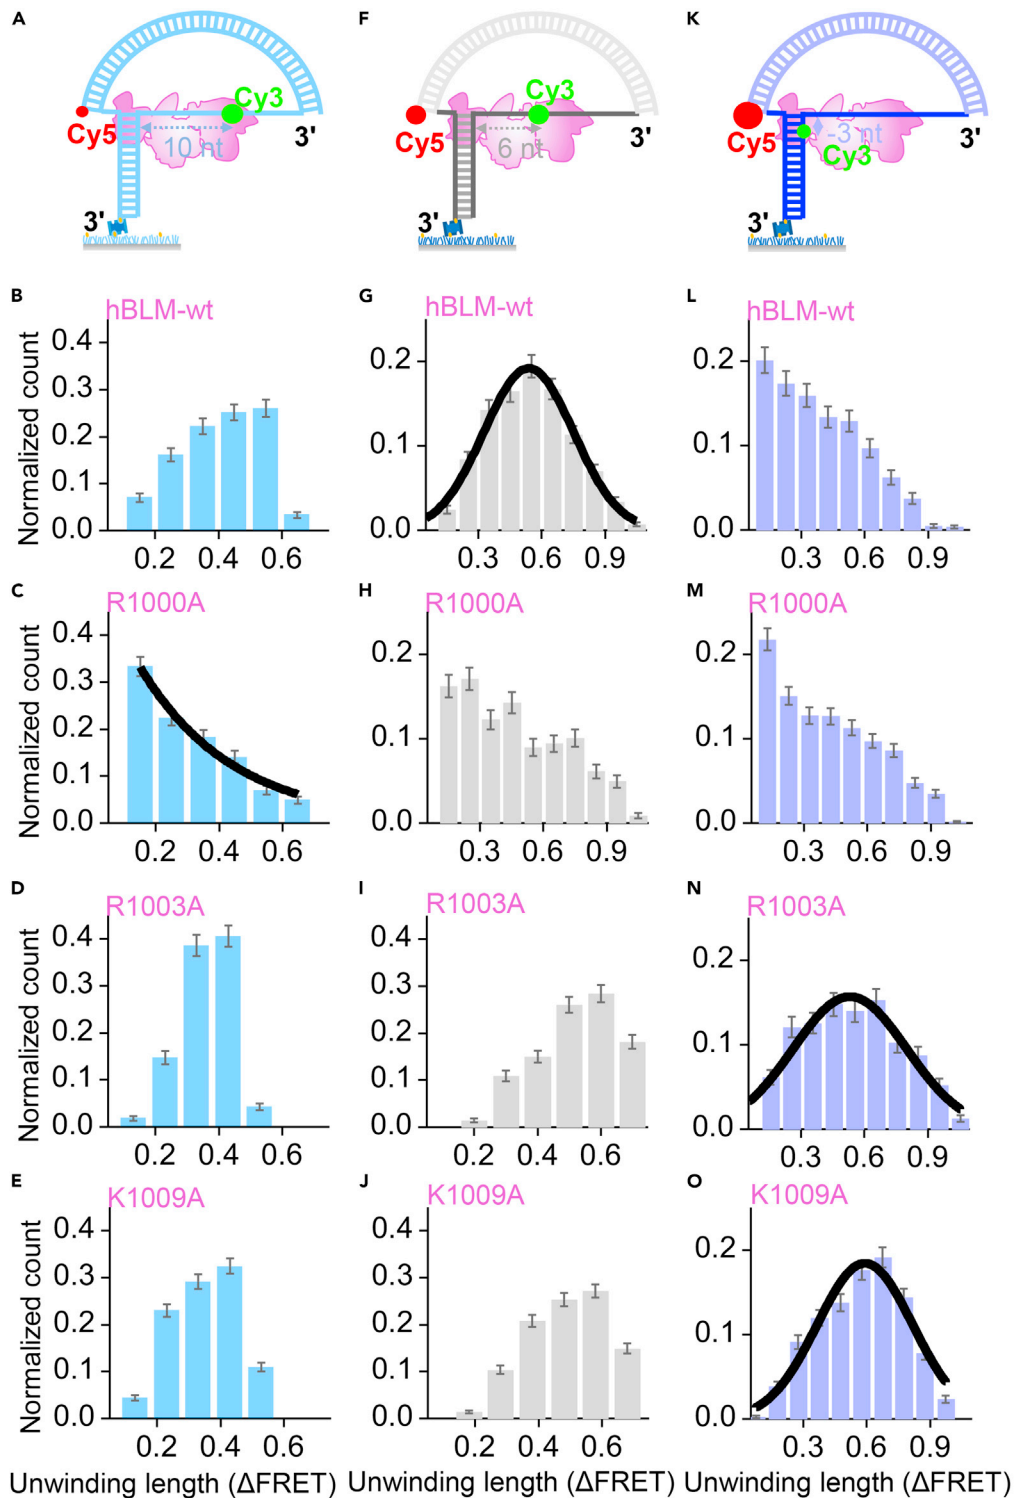 A
F
K
Cy3
Cy5
10 nt
3'
3'
Cy3
Cy5
6 nt
3'
3'
Cy5
-3 nt
Cy3
3'
3'
B
hBLM-wt
Normalized count
0.4
0.3
0.2
0.1
0.0
0.2 0.4 0.6
G
hBLM-wt
0.2
0.1
0.0
0.3 0.6 0.9
L
hBLM-wt
0.2
0.1
0.0
0.3 0.6 0.9
C
R1000A
Normalized count
0.4
0.3
0.2
0.1
0.0
0.2 0.4 0.6
H
R1000A
0.2
0.1
0.0
0.3 0.6 0.9
M
R1000A
0.2
0.1
0.0
0.3 0.6 0.9
D
R1003A
Normalized count
0.4
0.3
0.2
0.1
0.0
0.2 0.4 0.6
I
R1003A
0.4
0.3
0.2
0.1
0.0
0.2 0.4 0.6
N
R1003A
0.2
0.1
0.0
0.3 0.6 0.9
E
K1009A
Normalized count
0.4
0.3
0.2
0.1
0.0
0.2 0.4 0.6
Unwinding length (ΔFRET)
J
K1009A
0.4
0.3
0.2
0.1
0.0
0.2 0.4 0.6
Unwinding length (ΔFRET)
O
K1009A
0.2
0.1
0.0
0.3 0.6 0.9
Unwinding length (ΔFRET)